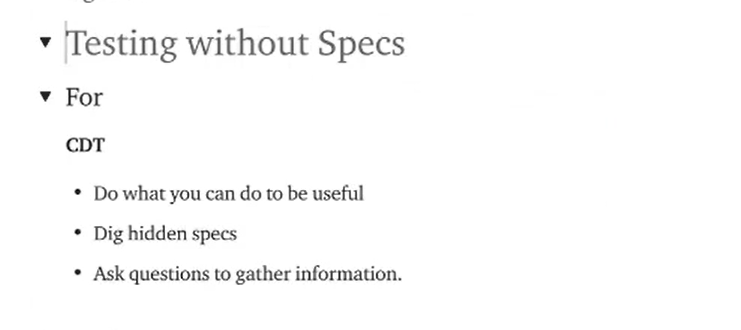 Testing without Specs
For
CDT
• Do what you can do to be useful
• Dig hidden specs
• Ask questions to gather information.